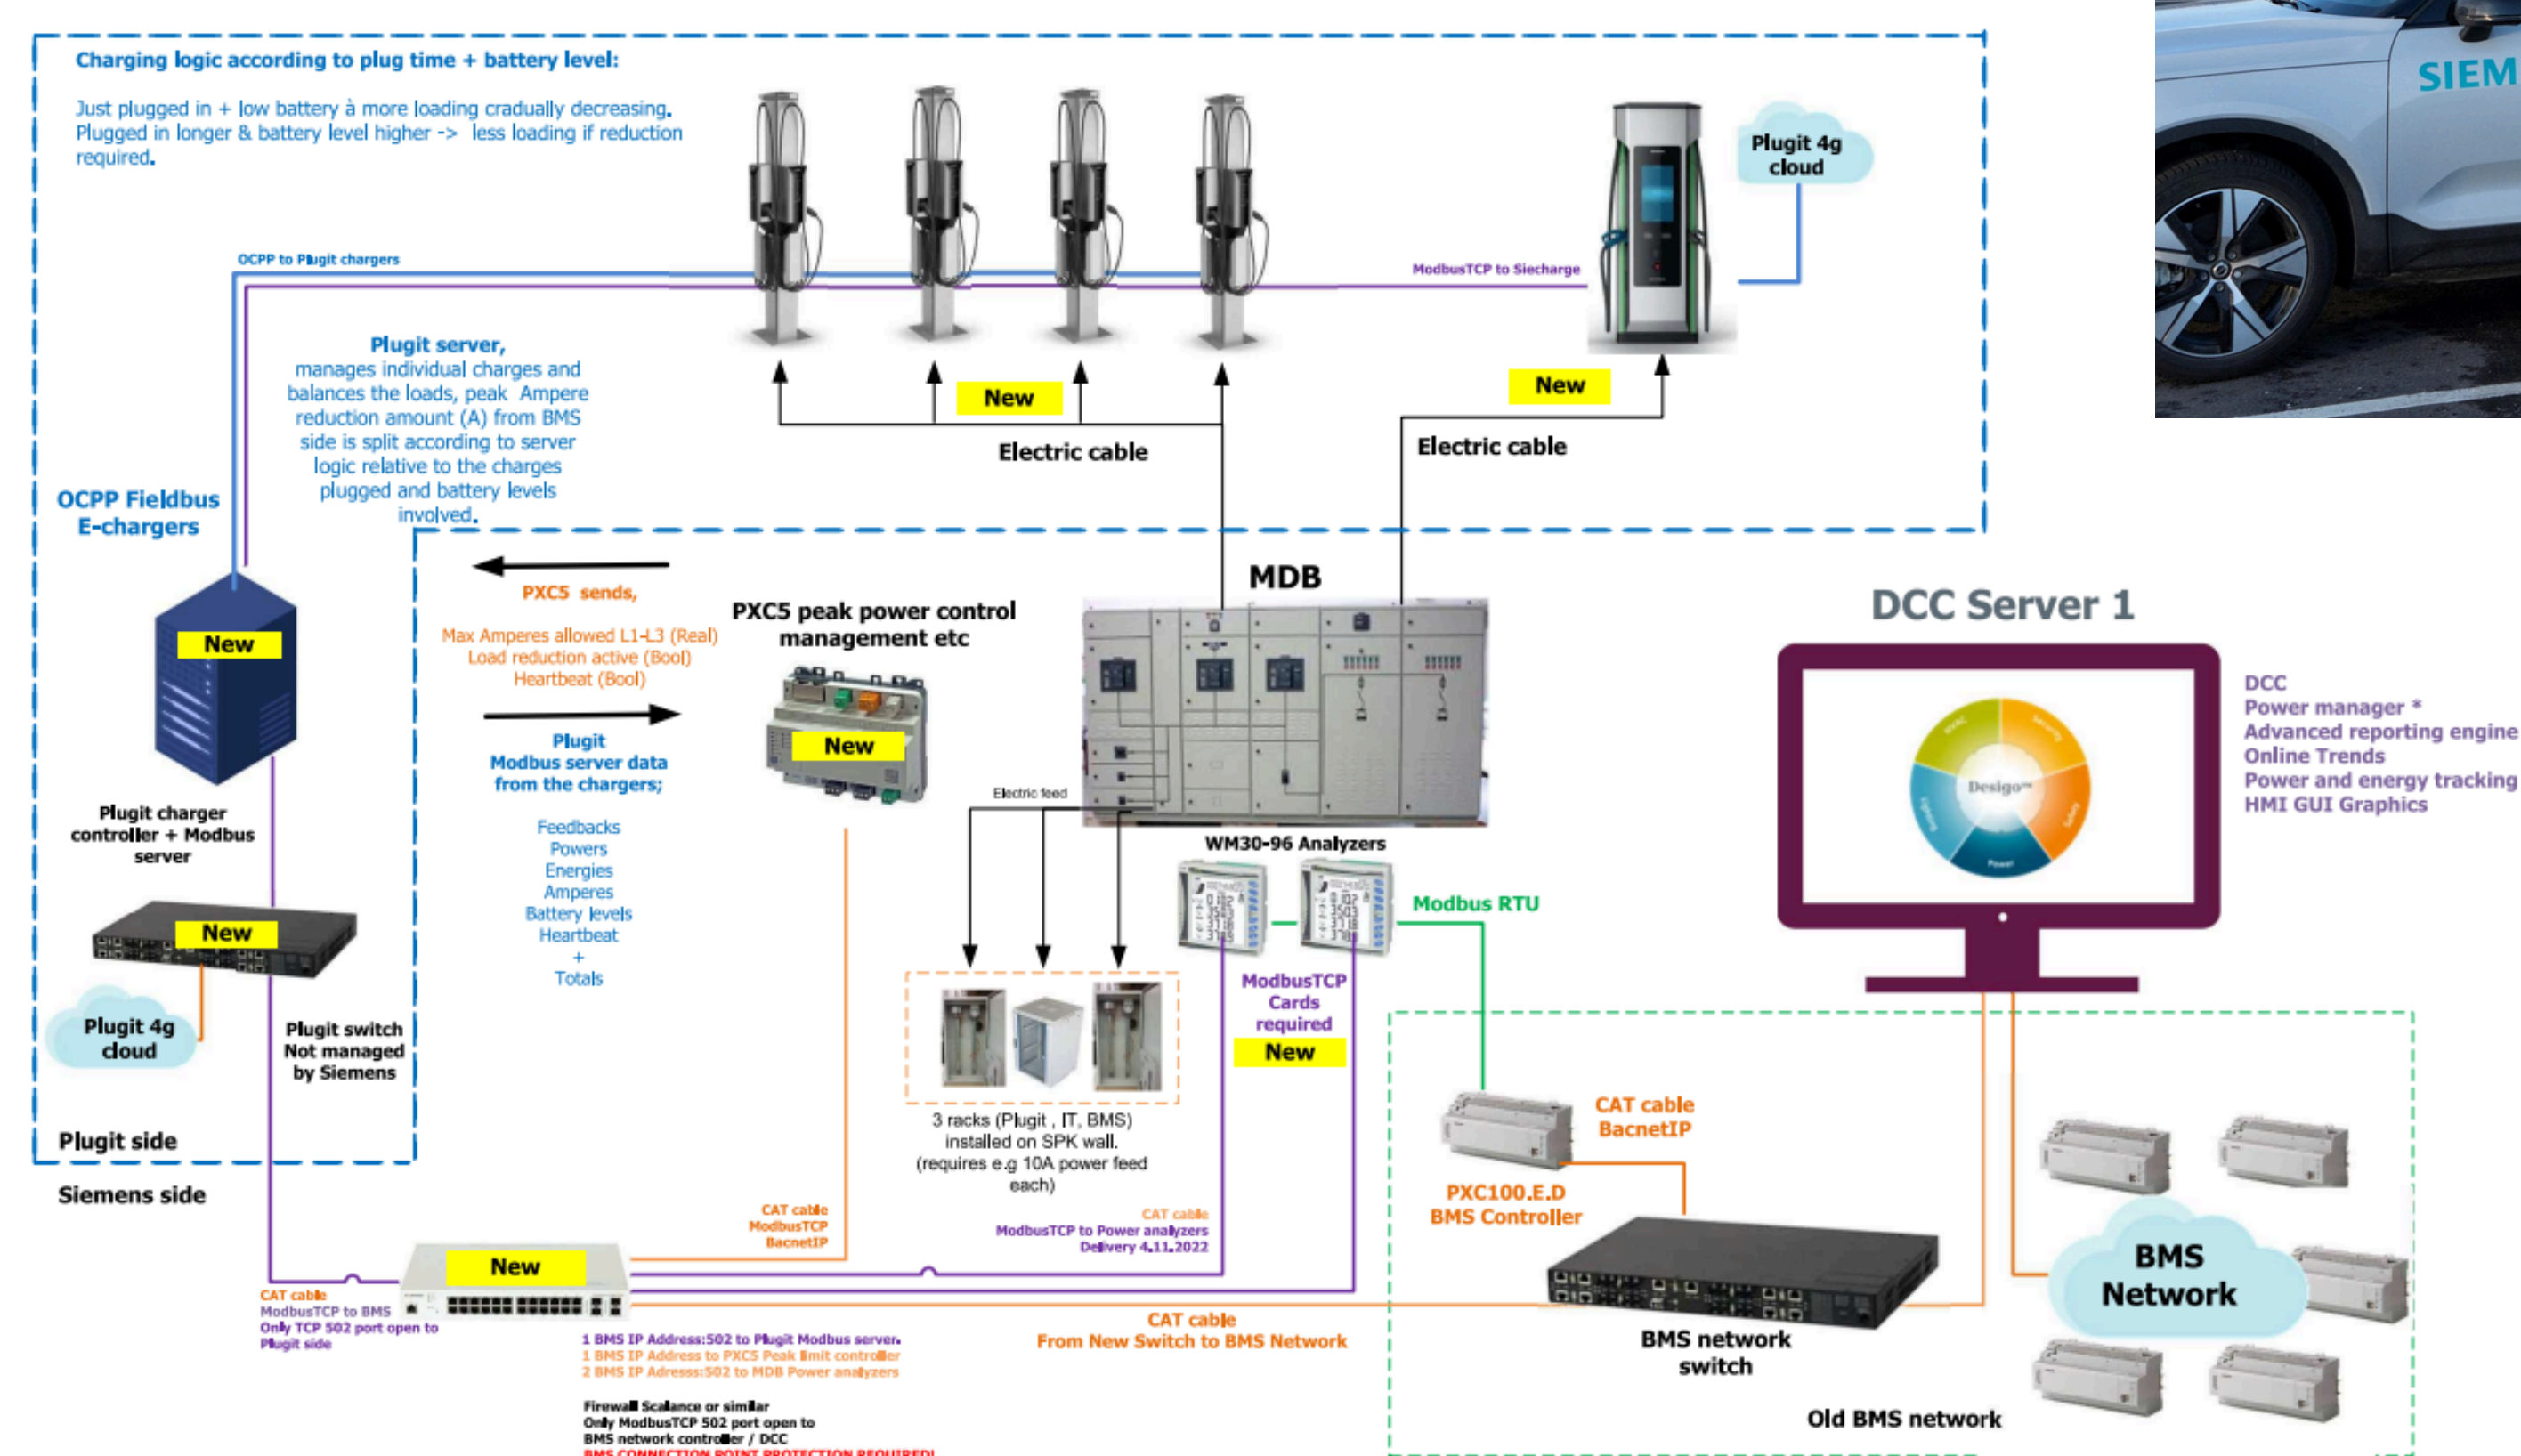 Charging logic according to plug time + battery level:
Just plugged in + low battery à more loading cradually decreasing.
Plugged in longer & battery level higher -> less loading if reduction
required.
SIEM
Plugit 4g
cloud
OCPP to Plugit chargers
ModbusTCP to Siecharge
Plugit server,
manages individual charges and
balances the loads, peak Ampere
reduction amount (A) from BMS
side is split according to server
logic relative to the charges
plugged and battery levels
involved.
New
New
Electric cable
Electric cable
OCPP Fieldbus
E-chargers
New
PXC5 sends,
Max Amperes allowed L1-L3 (Real)
Load reduction active (Bool)
Heartbeat (Bool)
PXC5 peak power control
management etc
New
MDB
DCC Server 1
HVAC
Security
Safety
Power
Lighting
Desigo™
DCC
Power manager *
Advanced reporting engine
Online Trends
Power and energy tracking
HMI GUI Graphics
Plugit
Modbus server data
from the chargers;
Feedbacks
Powers
Energies
Amperes
Battery levels
Heartbeat
+
Totals
Electric feed
Plugit charger
controller + Modbus
server
New
Plugit 4g
cloud
Plugit switch
Not managed
by Siemens
WM30-96 Analyzers
Modbus RTU
ModbusTCP
Cards
required
New
3 racks (Plugit , IT, BMS)
installed on SPK wall.
(requires e.g 10A power feed
each)
Plugit side
Siemens side
CAT cable
ModbusTCP
BacnetIP
CAT cable
ModbusTCP to Power analyzers
Delivery 4.11.2022
CAT cable
BacnetIP
PXC100.E.D
BMS Controller
New
CAT cable
ModbusTCP to BMS
Only TCP 502 port open to
Plugit side
1 BMS IP Address:502 to Plugit Modbus server.
1 BMS IP Address to PXC5 Peak limit controller
2 BMS IP Adresss:502 to MDB Power analyzers
CAT cable
From New Switch to BMS Network
BMS network
switch
BMS
Network
Old BMS network
Firewall Scalance or similar
Only ModbusTCP 502 port open to
BMS network controller / DCC
BMS CONNECTION POINT PROTECTION REQUIRED!